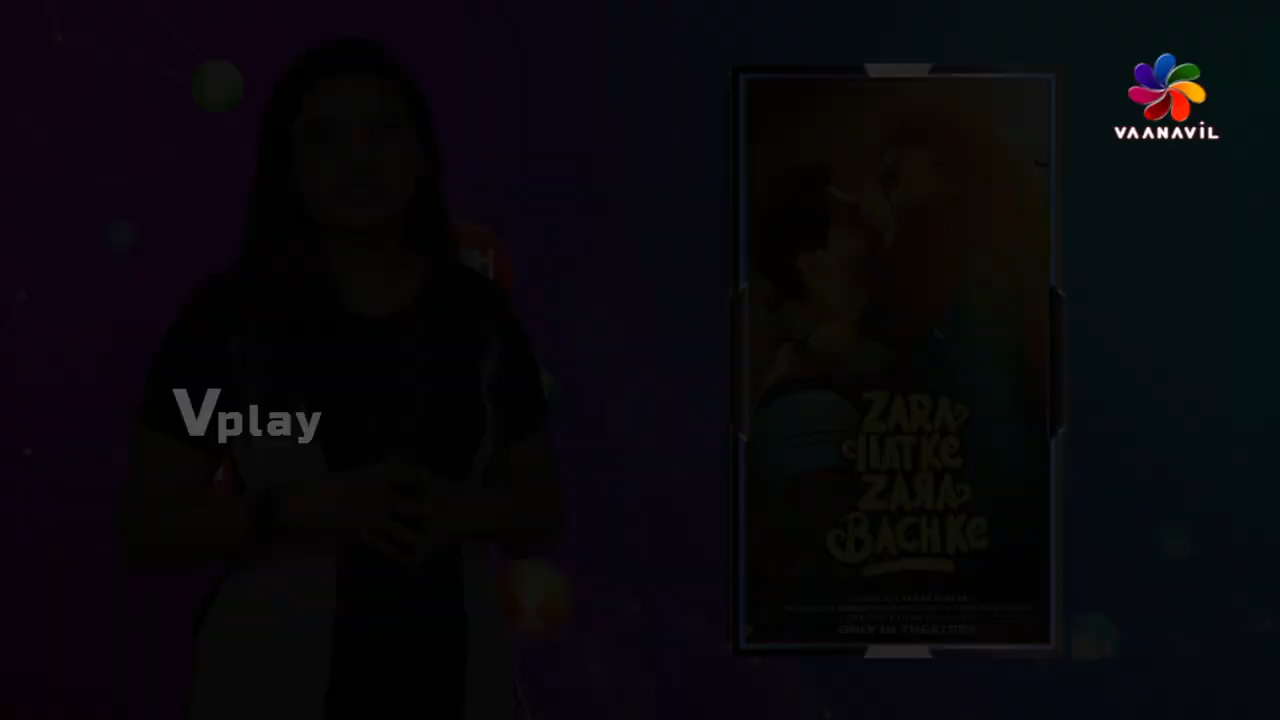 VAANAVIL
H
Vplay
ZARA
HATKE
ZARA
BACHKE
ONLY IN THEATRES